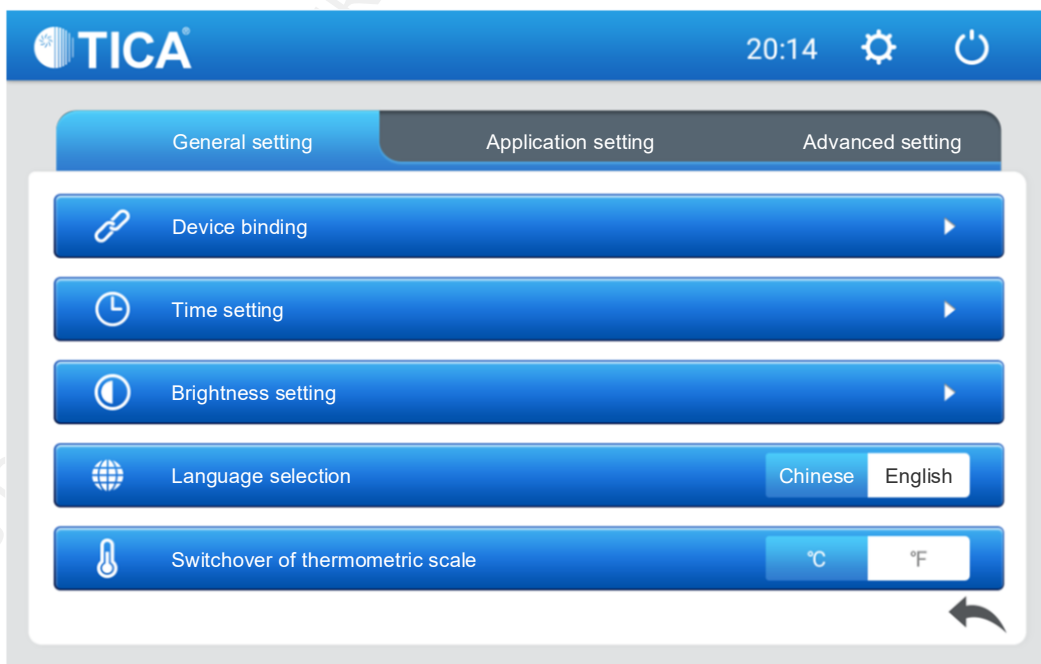 TICA®
20:14
General setting
Application setting
Advanced setting
Device binding
Time setting
Brightness setting
Language selection
Chinese
English
Switchover of thermometric scale
℃
℉